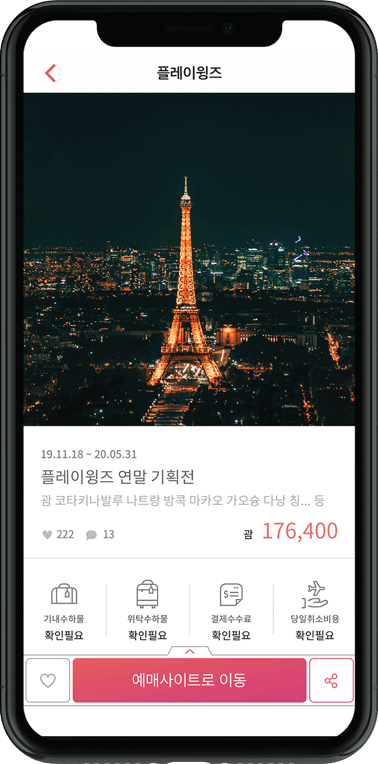 플레이윙즈
19.11.18 ~ 20.05.31
플레이윙즈 연말 기획전
괌 코타키나발루 나트랑 방콕 마카오 가오슝 다낭 칭... 등
222 13 괌 176,400
기내수하물 위탁수하물 결제수수료 당일취소비용
확인필요 확인필요 확인필요 확인필요
예매사이트로 이동